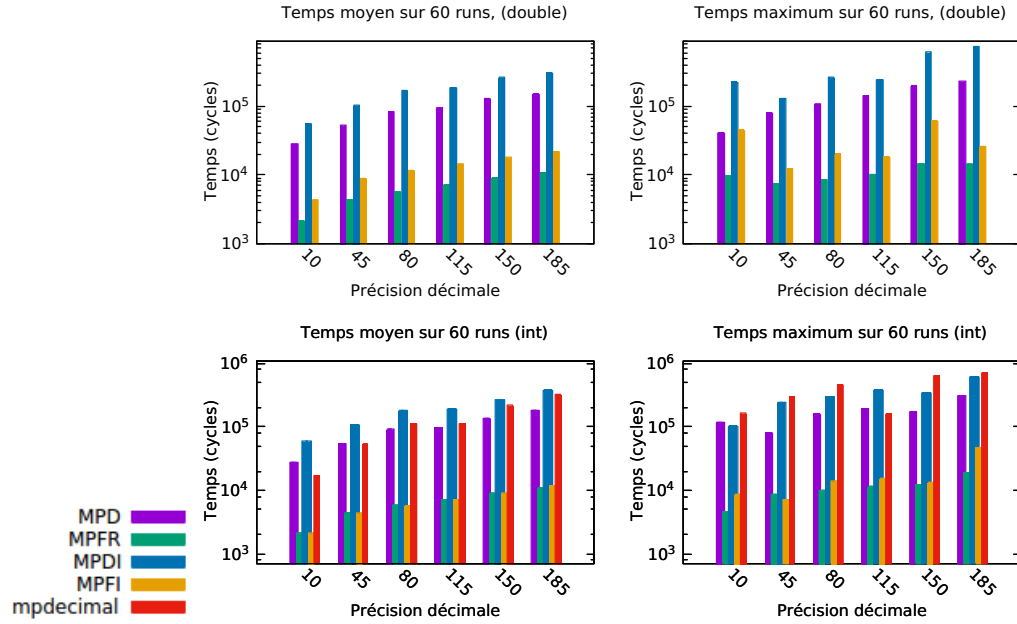 Temps moyen sur 60 runs, (double)
Temps (cycles)
10^5
10^4
10^3
10 45 80 115 150 185
Précision décimale
Temps maximum sur 60 runs, (double)
Temps (cycles)
10^5
10^4
10^3
10 45 80 115 150 185
Précision décimale
Temps moyen sur 60 runs (int)
Temps (cycles)
10^6
10^5
10^4
10^3
10 45 80 115 150 185
Précision décimale
Temps maximum sur 60 runs (int)
Temps (cycles)
10^6
10^5
10^4
10^3
10 45 80 115 150 185
Précision décimale
MPD
MPFR
MPDI
MPFI
mpdecimal